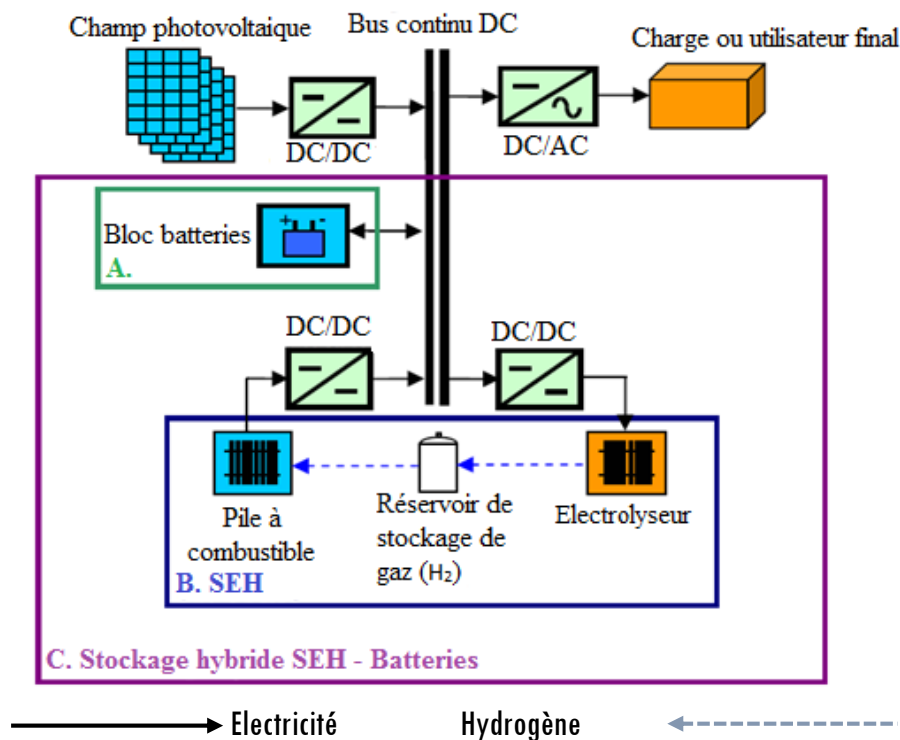 Champ photovoltaique
Bus continu DC
Charge ou utilisateur final
DC/DC
DC/AC
Bloc batteries
+ -
A.
DC/DC
DC/DC
Pile à
combustible
Réservoir de
stockage de
gaz (H₂)
Electrolyseur
B. SEH
C. Stockage hybride SEH - Batteries
Electricité
Hydrogène